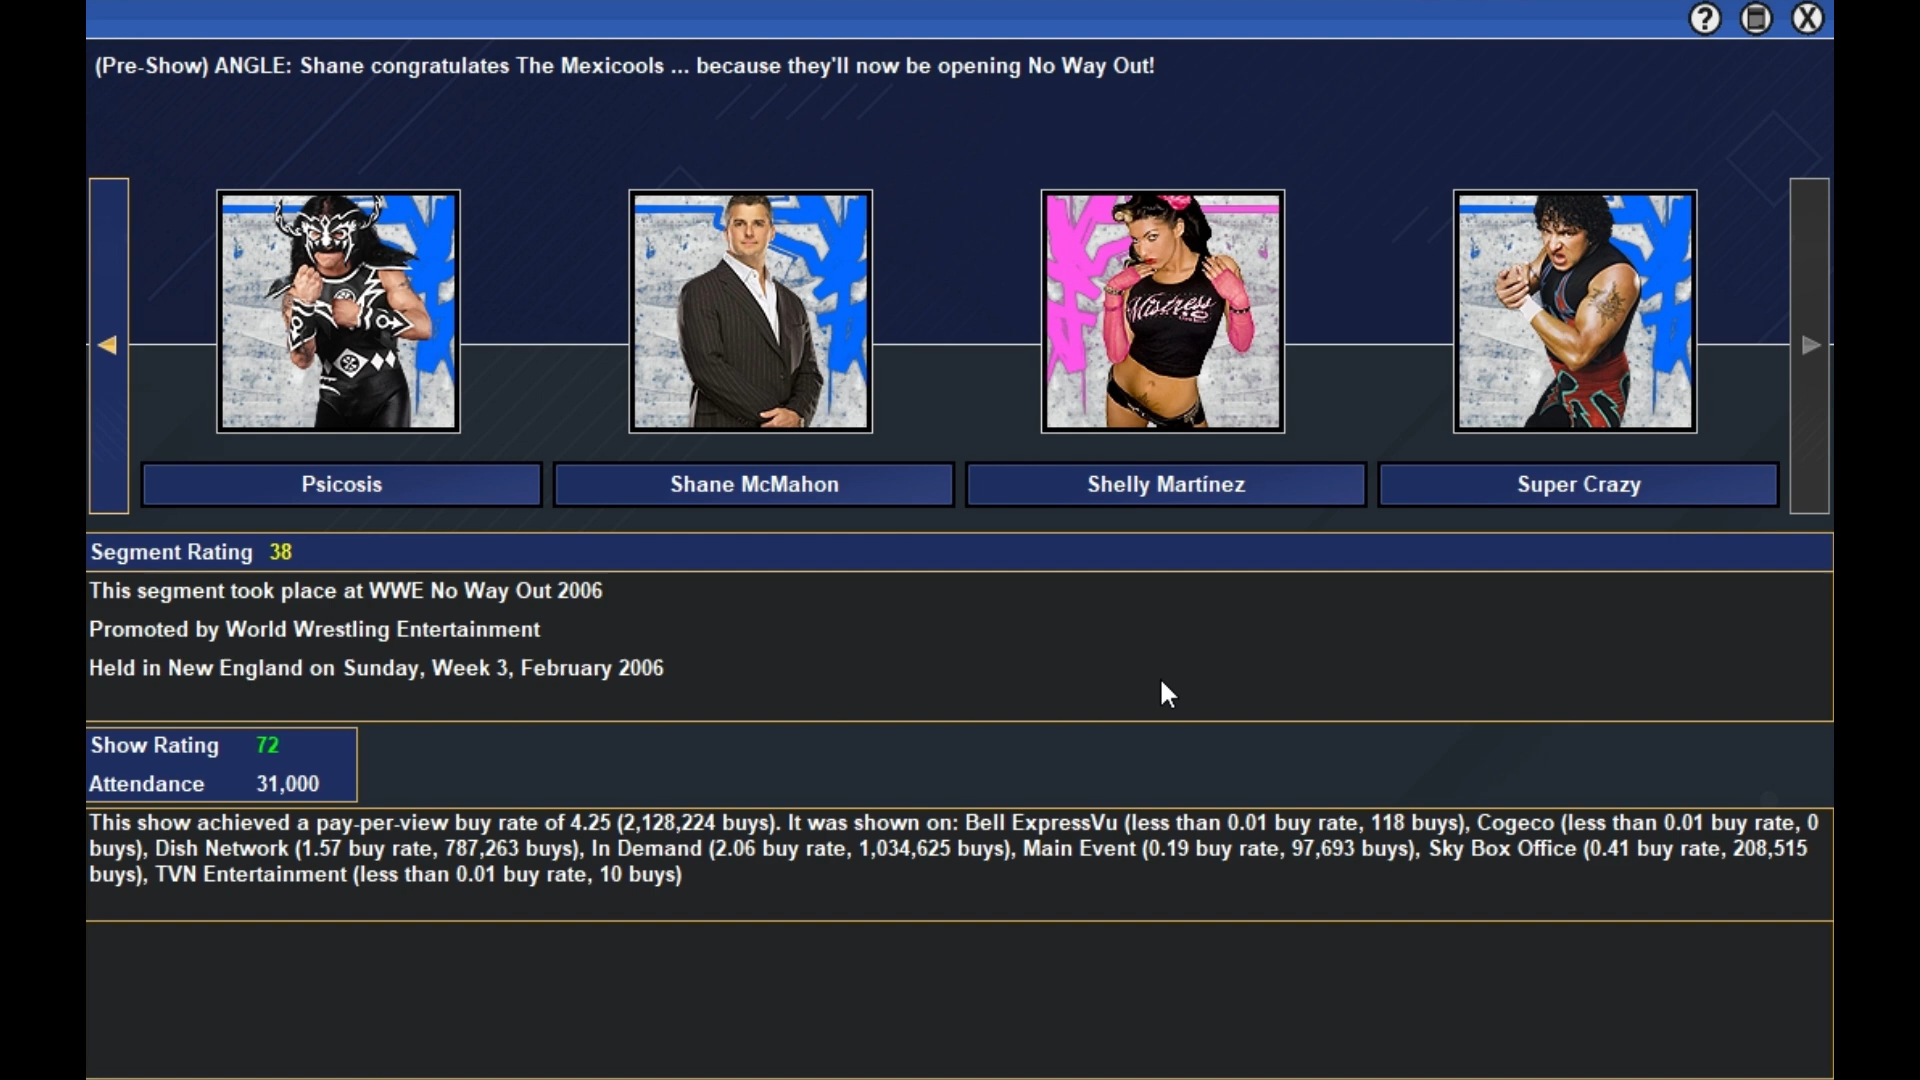 (Pre-Show) ANGLE: Shane congratulates The Mexicools ... because they'll now be opening No Way Out!
Mistress
Psicosis
Shane McMahon
Shelly Martínez
Super Crazy
Segment Rating 38
This segment took place at WWE No Way Out 2006
Promoted by World Wrestling Entertainment
Held in New England on Sunday, Week 3, February 2006
Show Rating 72
Attendance 31,000
This show achieved a pay-per-view buy rate of 4.25 (2,128,224 buys). It was shown on: Bell ExpressVu (less than 0.01 buy rate, 118 buys), Cogeco (less than 0.01 buy rate, 0
buys), Dish Network (1.57 buy rate, 787,263 buys), In Demand (2.06 buy rate, 1,034,625 buys), Main Event (0.19 buy rate, 97,693 buys), Sky Box Office (0.41 buy rate, 208,515
buys), TVN Entertainment (less than 0.01 buy rate, 10 buys)